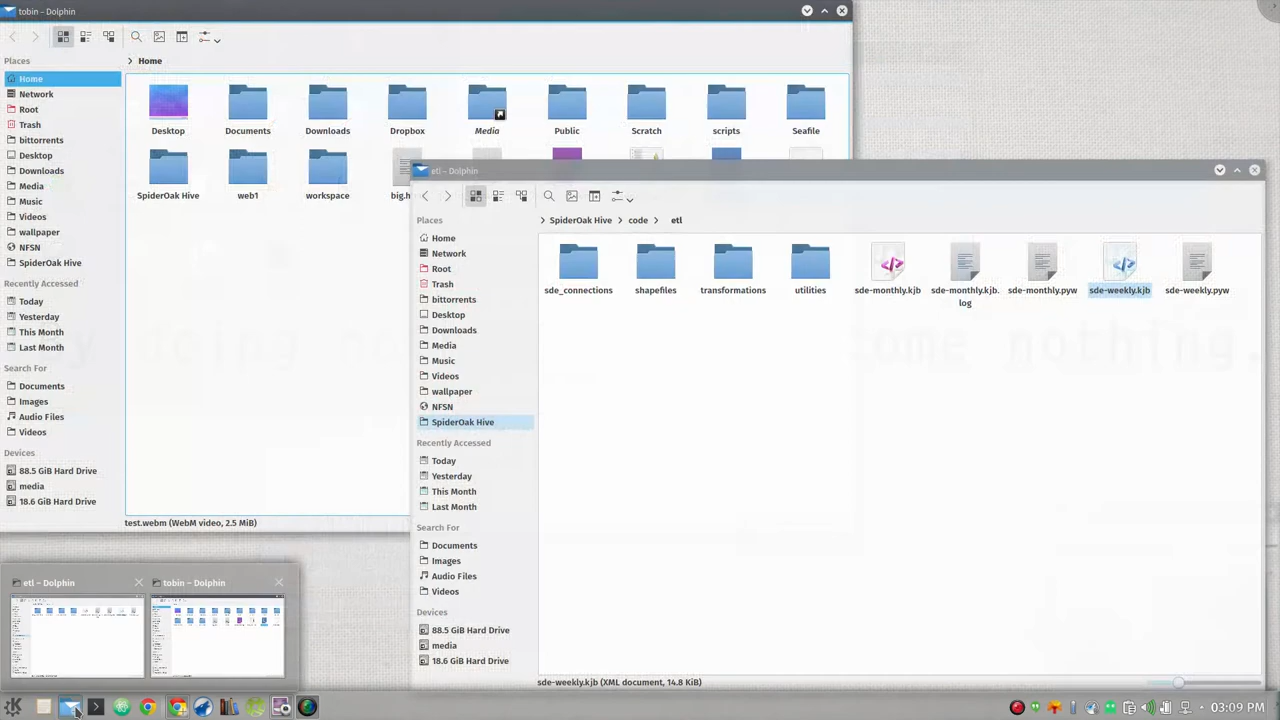 tobin – Dolphin
Home
Places
Home
Network
Root
Trash
bittorrents
Desktop
Downloads
Media
Music
Videos
wallpaper
NFSN
SpiderOak Hive
Recently Accessed
Today
Yesterday
This Month
Last Month
Search For
Documents
Images
Audio Files
Videos
Devices
88.5 GiB Hard Drive
media
18.6 GiB Hard Drive
Desktop Documents Downloads Dropbox Media Public Scratch scripts Seafile
SpiderOak Hive web1 workspace
test.webm (WebM video, 2.5 MiB)
etl – Dolphin
SpiderOak Hive code etl
Places
Home
Network
Root
Trash
bittorrents
Desktop
Downloads
Media
Music
Videos
wallpaper
NFSN
SpiderOak Hive
Recently Accessed
Today
Yesterday
This Month
Last Month
Search For
Documents
Images
Audio Files
Videos
Devices
88.5 GiB Hard Drive
media
18.6 GiB Hard Drive
sde_connections shapefiles transformations utilities sde-monthly.kjb sde-monthly.kjb. sde-monthly.pyw sde-weekly.kjb sde-weekly.pyw
log
sde-weekly.kjb (XML document, 14.8 KiB)
nothing.
etl – Dolphin tobin – Dolphin
03:09 PM